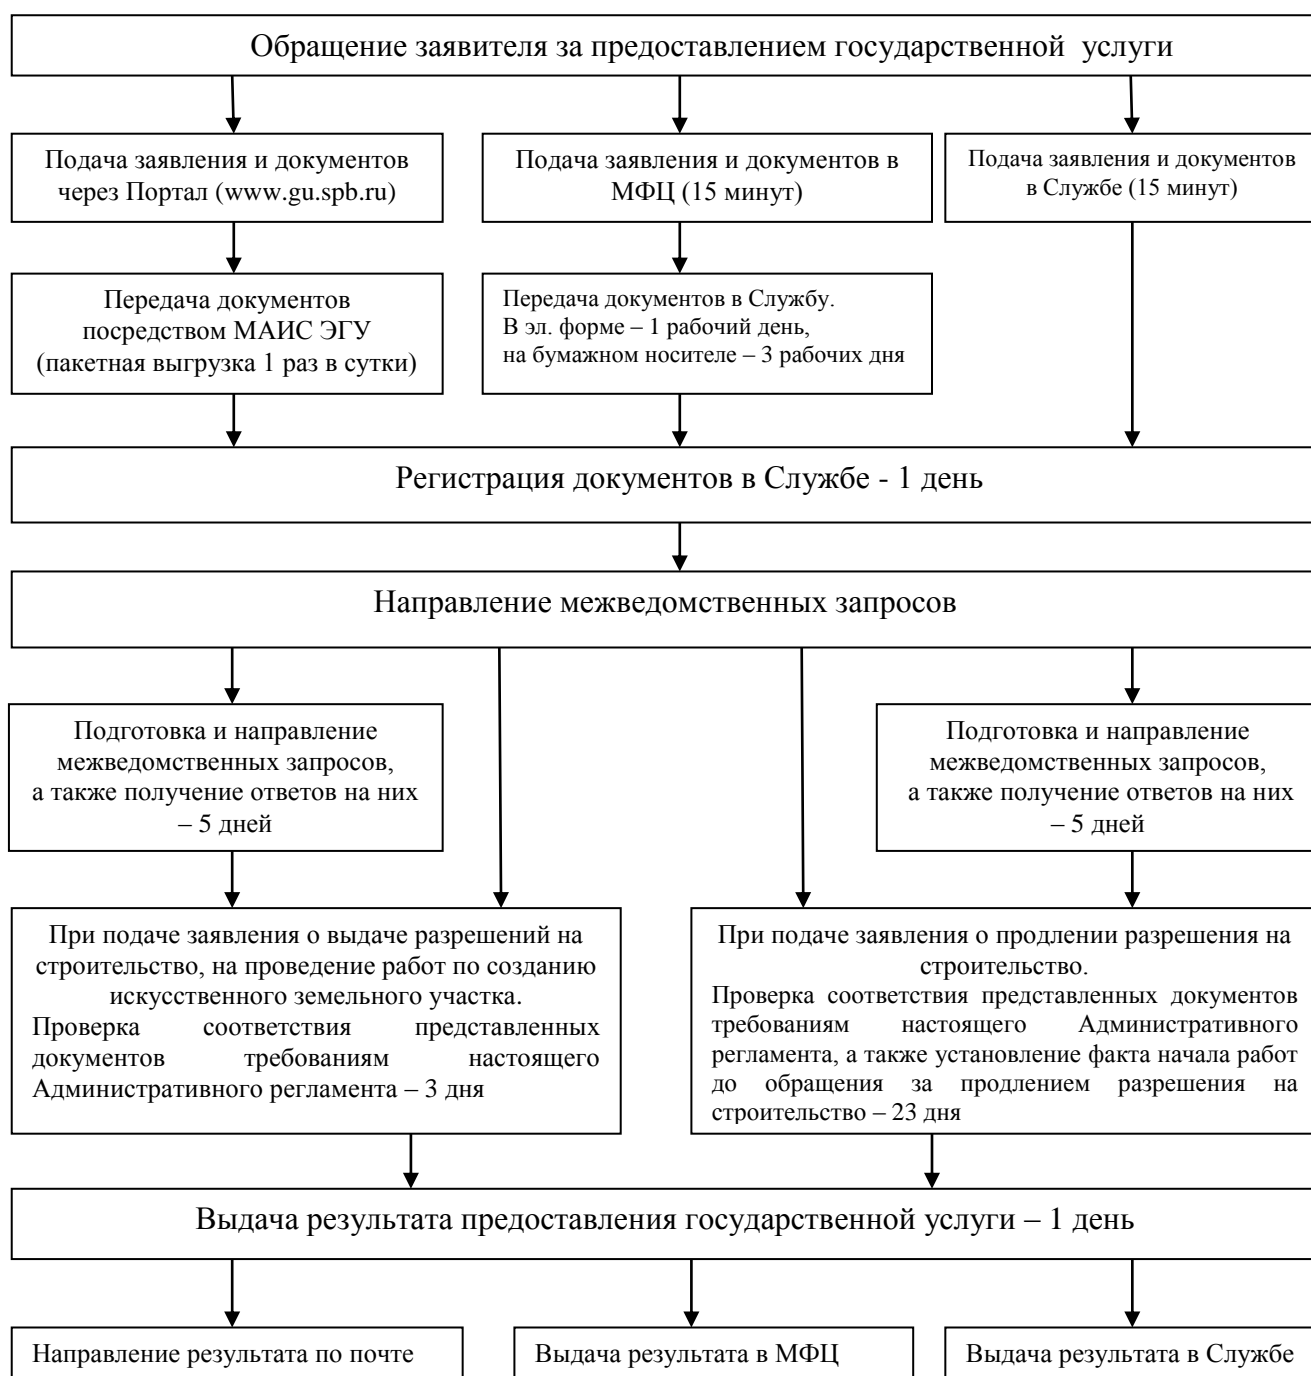 Обращение заявителя за предоставлением государственной услуги
Подача заявления и документов
через Портал (www.gu.spb.ru)
Подача заявления и документов в
МФЦ (15 минут)
Подача заявления и документов
в Службе (15 минут)
Передача документов
посредством МАИС ЭГУ
(пакетная выгрузка 1 раз в сутки)
Передача документов в Службу.
В эл. форме – 1 рабочий день,
на бумажном носителе – 3 рабочих дня
Регистрация документов в Службе - 1 день
Направление межведомственных запросов
Подготовка и направление
межведомственных запросов,
а также получение ответов на них
– 5 дней
Подготовка и направление
межведомственных запросов,
а также получение ответов на них
– 5 дней
При подаче заявления о выдаче разрешений на
строительство, на проведение работ по созданию
искусственного земельного участка.
Проверка соответствия представленных
документов требованиям настоящего
Административного регламента – 3 дня
При подаче заявления о продлении разрешения на
строительство.
Проверка соответствия представленных документов
требованиям настоящего Административного
регламента, а также установление факта начала работ
до обращения за продлением разрешения на
строительство – 23 дня
Выдача результата предоставления государственной услуги – 1 день
Направление результата по почте
Выдача результата в МФЦ
Выдача результата в Службе